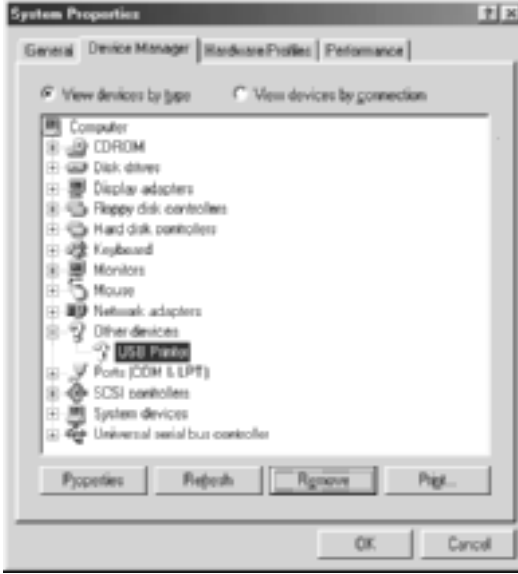 System Properties
General Device Manager Hardware Profiles Performance
View devices by type View devices by connection
Computer
CDROM
Disk drives
Display adapters
Floppy disk controllers
Hard disk controllers
Keyboard
Monitors
Mouse
Network adapters
Other devices
USB Printer
Ports (COM & LPT)
SCSI controllers
System devices
Universal serial bus controller
Properties Refresh Remove Print...
OK Cancel